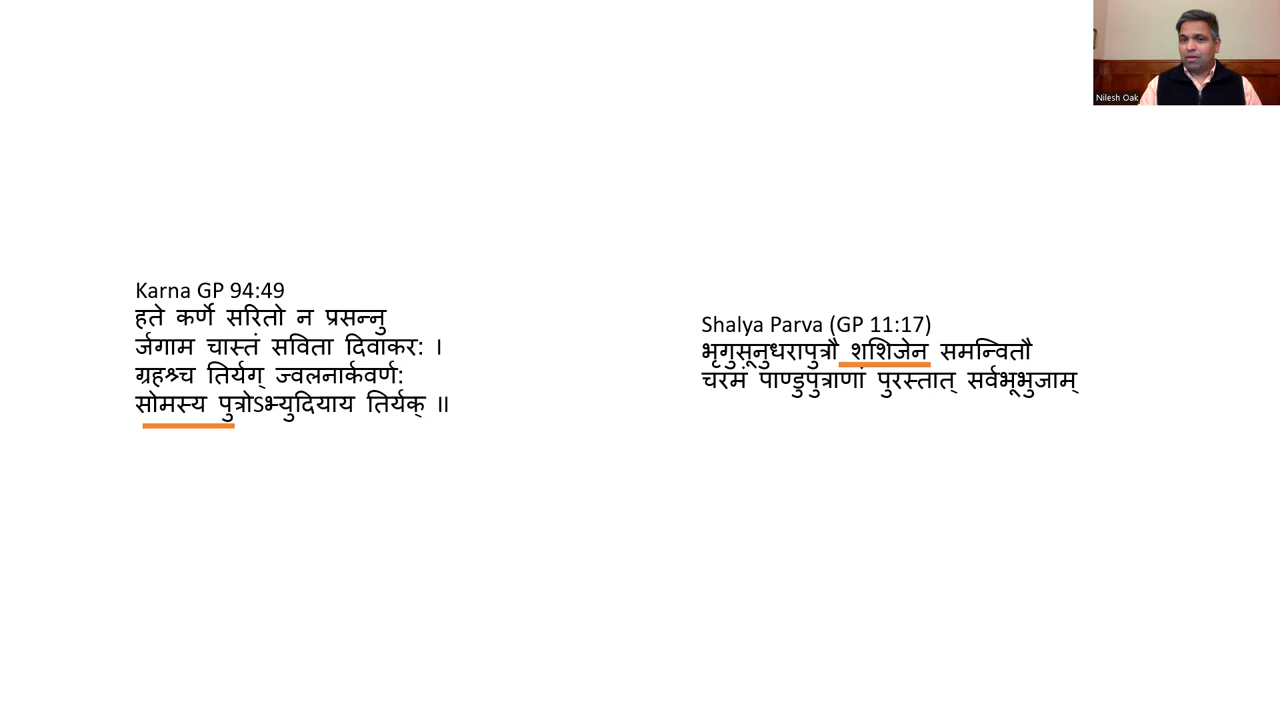 Nilesh Oak
Karna GP 94:49
हते कर्णे सरितो न प्रसन्नु
र्जगाम चास्तं सविता दिवाकर: ।
ग्रहश्च तिर्यग् ज्वलनार्कवर्ण:
सोमस्य पुत्रोऽभ्युदियाय तिर्यक् ॥
Shalya Parva (GP 11:17)
भृगुसूनुधरापुत्रौ शशिजेन समन्वितौ
चरमं पाण्डुपुत्राणां पुरस्तात् सर्वभूभुजाम्